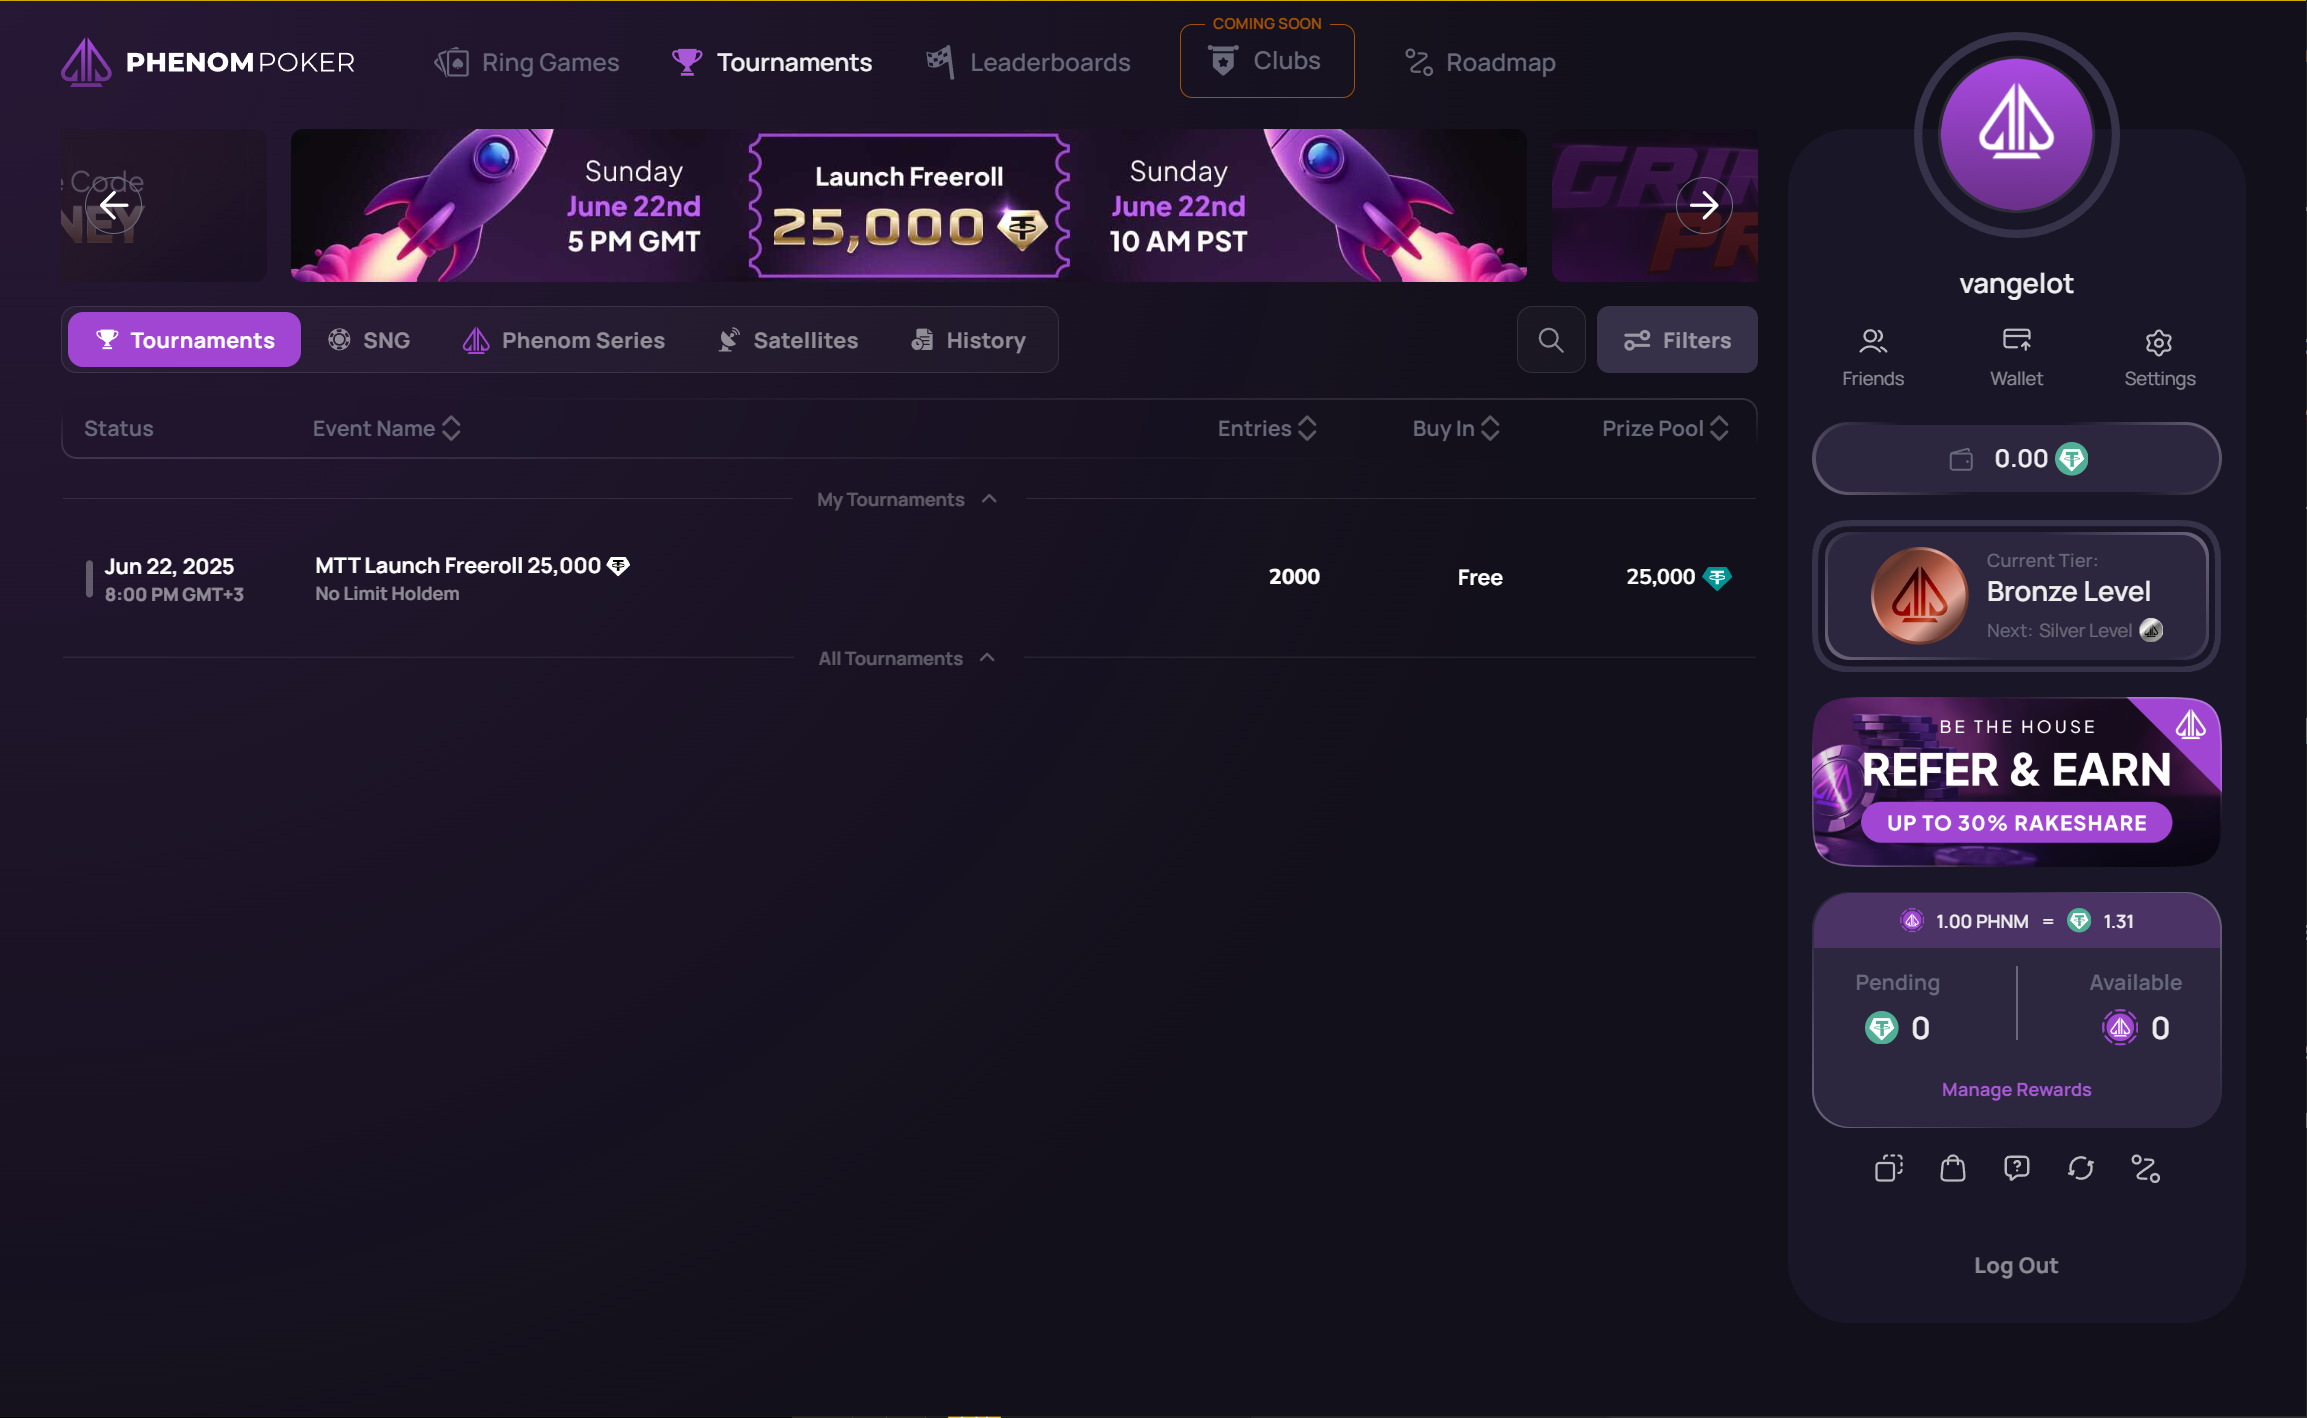 COMING SOON
PHENOMPOKER
Ring Games
Tournaments
Leaderboards
Clubs
Roadmap
Code
NEY
Sunday
June 22nd
5 PM GMT
Launch Freeroll
25,000
Sunday
June 22nd
10 AM PST
vangelot
Friends
Wallet
Settings
Tournaments
SNG
Phenom Series
Satellites
History
Filters
Status
Event Name
Entries
Buy In
Prize Pool
0.00
My Tournaments
Jun 22, 2025
8:00 PM GMT+3
MTT Launch Freeroll 25,000
No Limit Holdem
2000
Free
25,000
All Tournaments
Current Tier:
Bronze Level
Next: Silver Level
BE THE HOUSE
REFER & EARN
UP TO 30% RAKESHARE
1.00 PHNM = 1.31
Pending
Available
0
0
Manage Rewards
Log Out